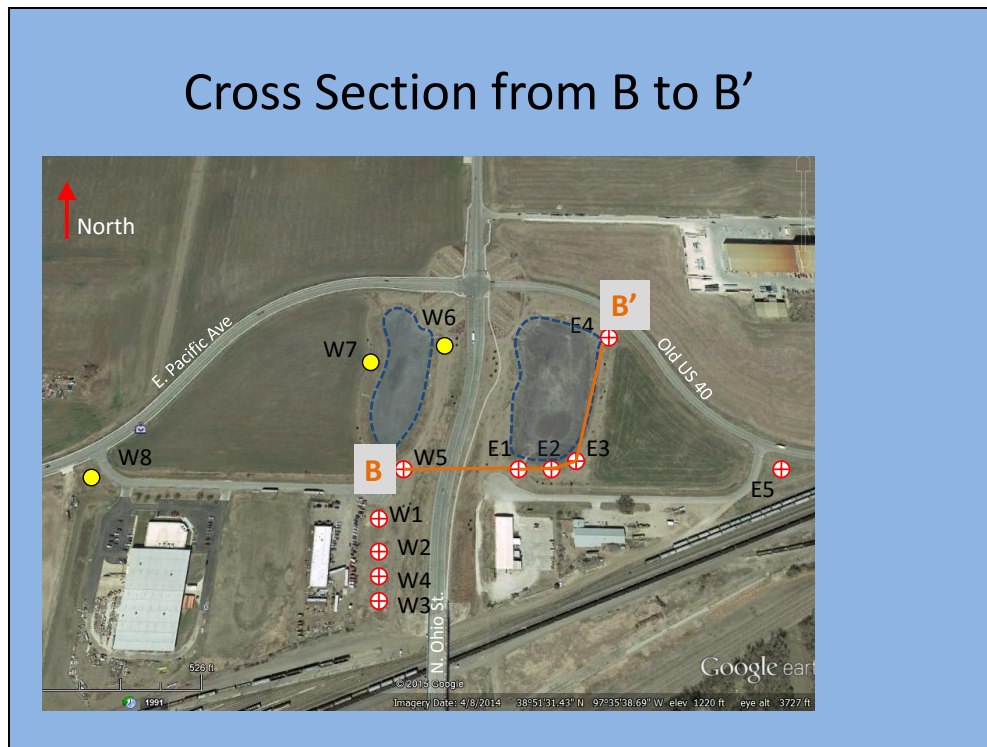 Cross Section from B to B’
North
B’
E4
W6
W7
E. Pacific Ave
Old US 40
E1
E2
E3
B
W5
W8
E5
W1
W2
W4
W3
N. Ohio St.
526 ft
Google eart
© 2015 Google
1991
Imagery Date: 4/8/2014 38°51'31.43" N 97°35'38.69" W elev 1220 ft eye alt 3727 ft